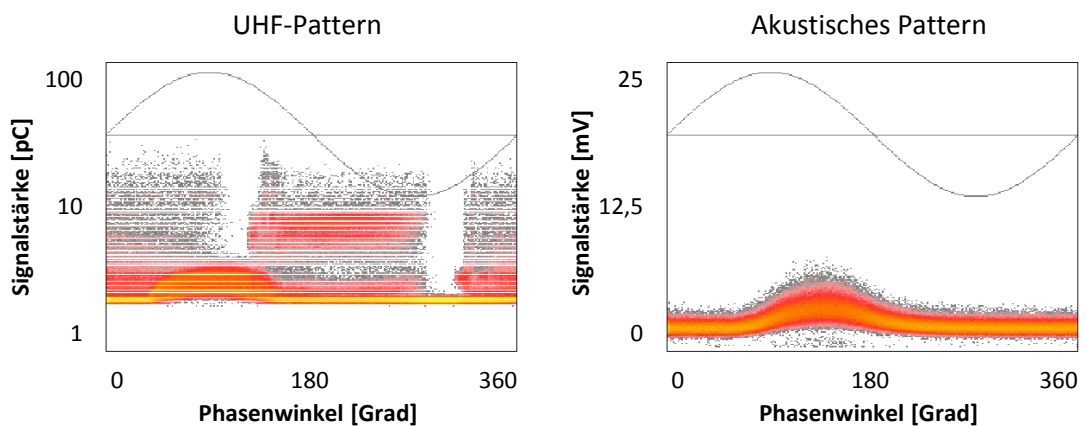 UHF-Pattern
100
10
1
Signalstärke [pC]
0
180
360
Phasenwinkel [Grad]
Akustisches Pattern
25
12,5
0
Signalstärke [mV]
0
180
360
Phasenwinkel [Grad]